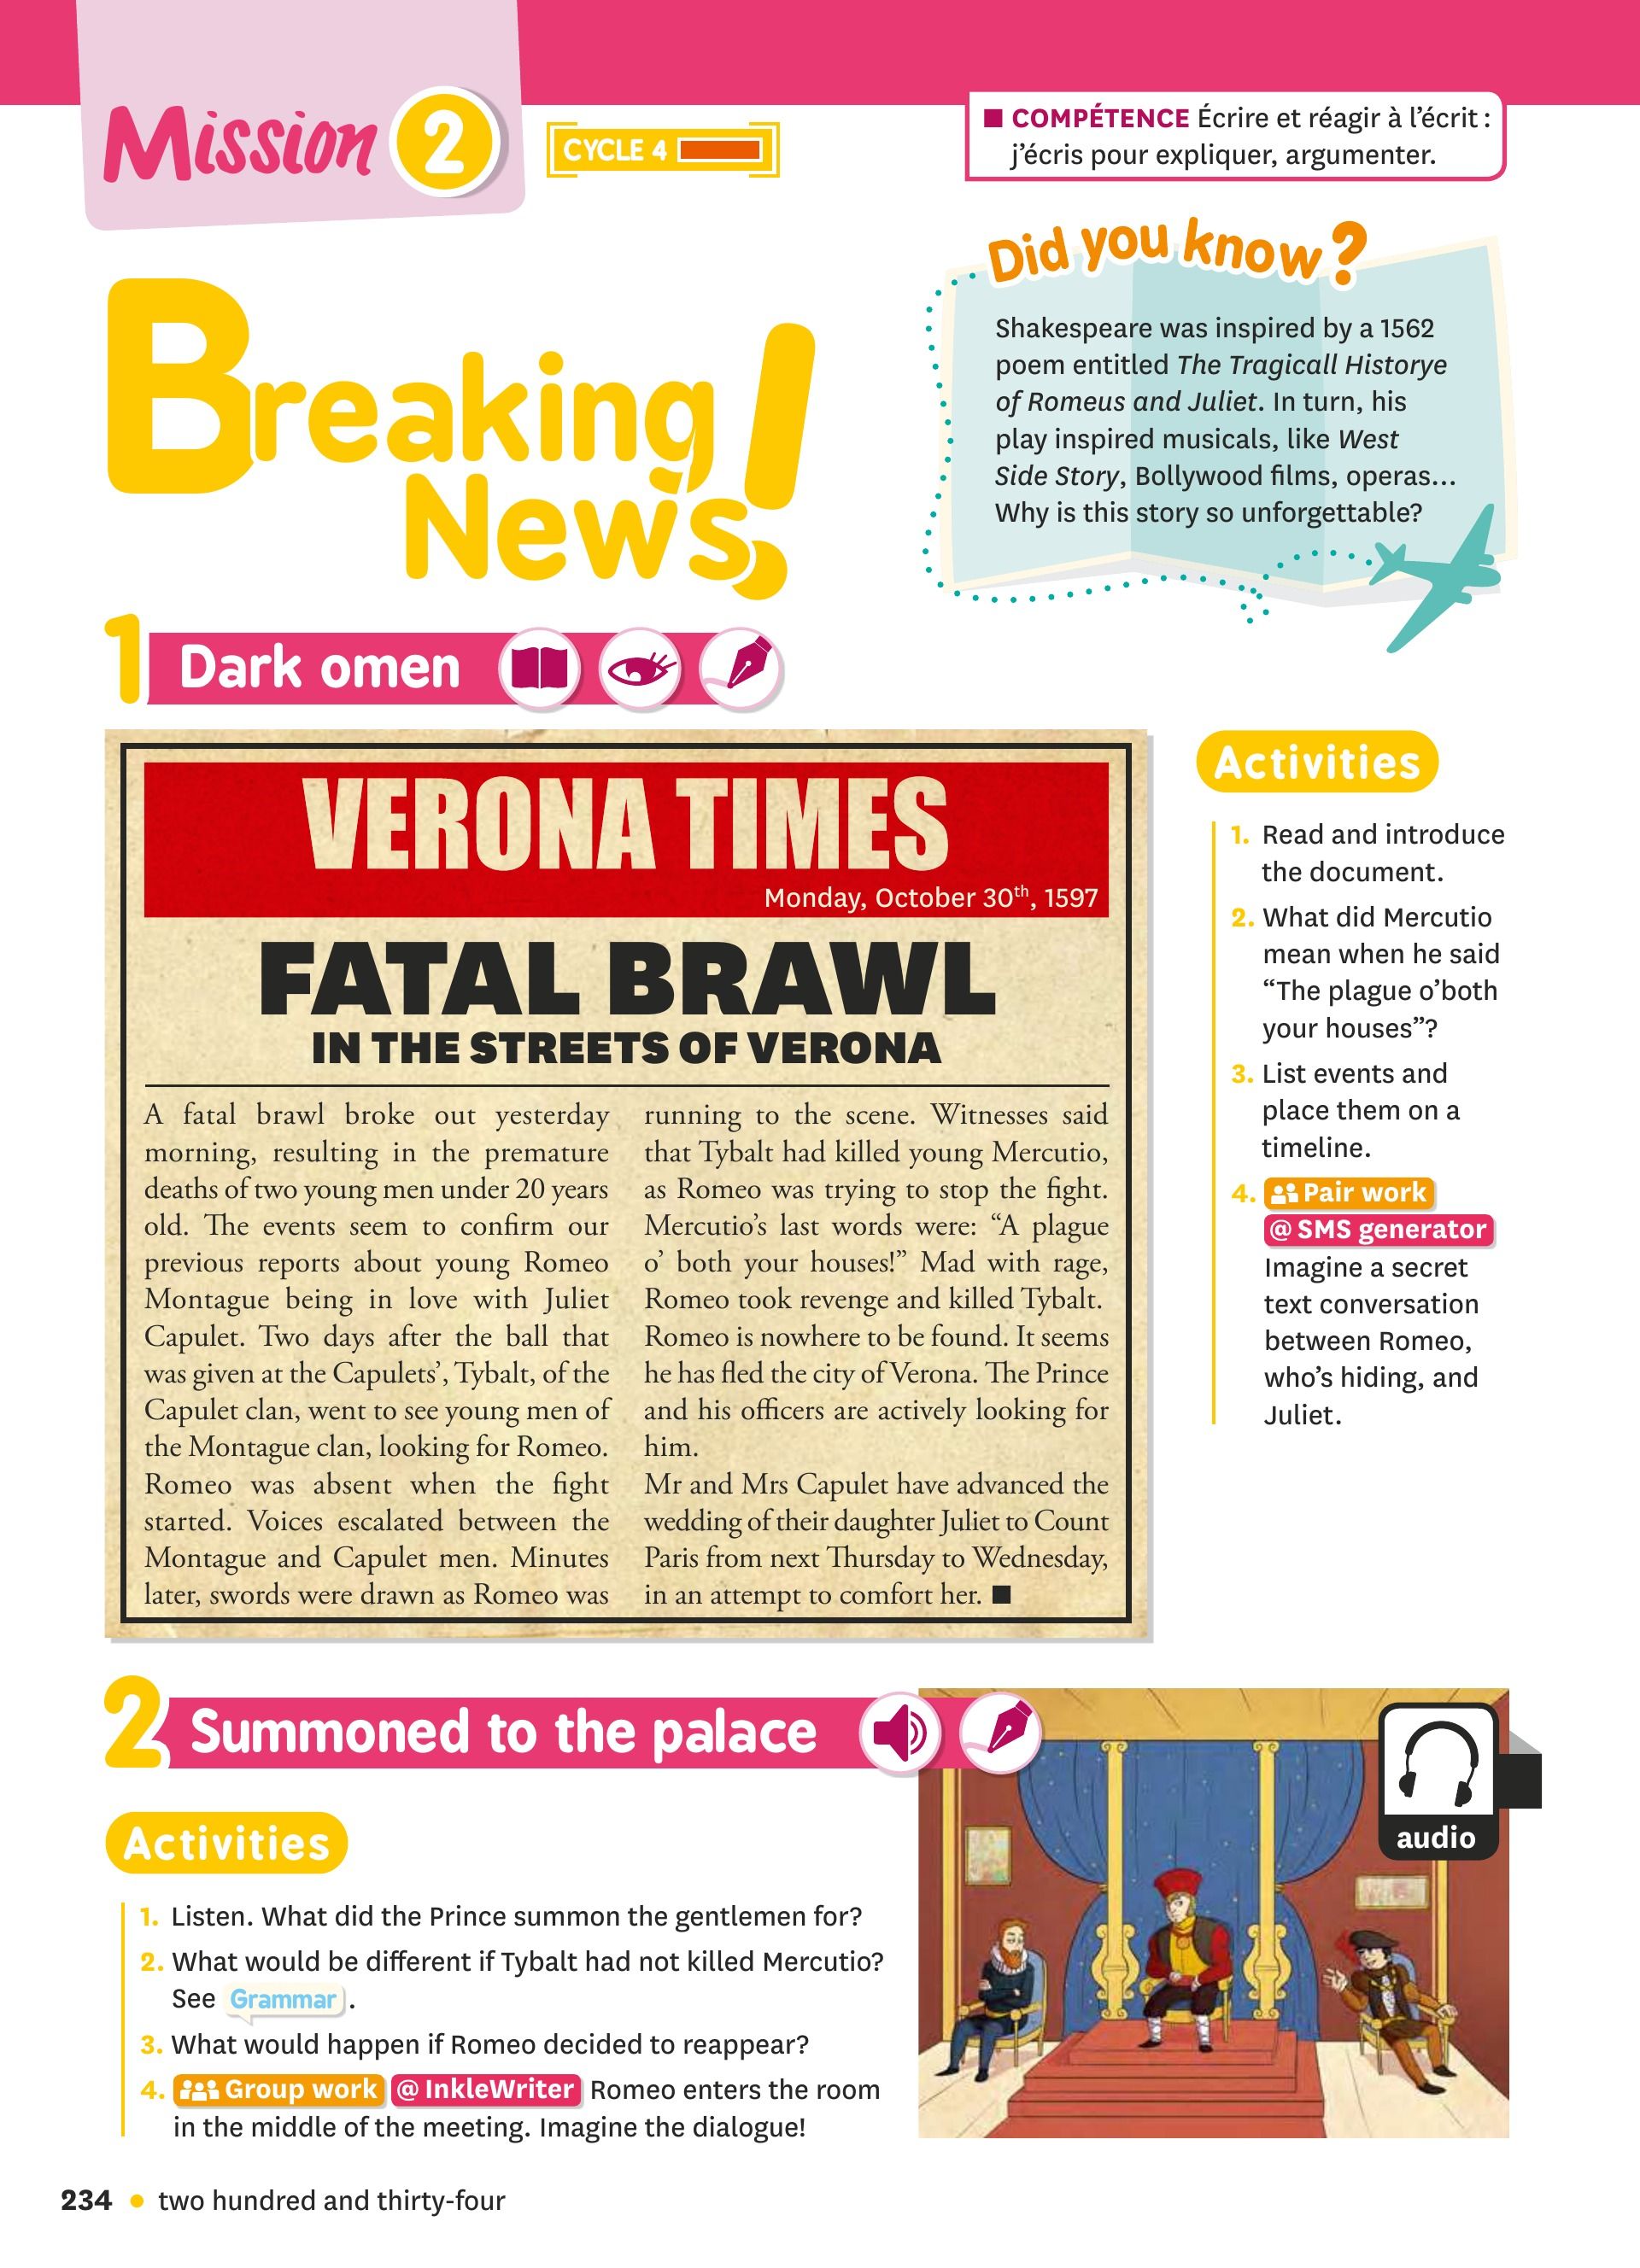 Mission 2
CYCLE 4
■ COMPÉTENCE Écrire et réagir à l'écrit :
j'écris pour expliquer, argumenter.
Breaking
News!
Did you know?
Shakespeare was inspired by a 1562
poem entitled The Tragicall Historye
of Romeus and Juliet. In turn, his
play inspired musicals, like West
Side Story, Bollywood films, operas...
Why is this story so unforgettable?
1 Dark omen
VERONA TIMES
Monday, October 30th, 1597
FATAL BRAWL
IN THE STREETS OF VERONA
A fatal brawl broke out yesterday
morning, resulting in the premature
deaths of two young men under 20 years
old. The events seem to confirm our
previous reports about young Romeo
Montague being in love with Juliet
Capulet. Two days after the ball that
was given at the Capulets', Tybalt, of the
Capulet clan, went to see young men of
the Montague clan, looking for Romeo.
Romeo was absent when the fight
started. Voices escalated between the
Montague and Capulet men. Minutes
later, swords were drawn as Romeo was
running to the scene. Witnesses said
that Tybalt had killed young Mercutio,
as Romeo was trying to stop the fight.
Mercutio's last words were: “A plague
o' both your houses!” Mad with rage,
Romeo took revenge and killed Tybalt.
Romeo is nowhere to be found. It seems
he has fled the city of Verona. The Prince
and his officers are actively looking for
him.
Mr and Mrs Capulet have advanced the
wedding of their daughter Juliet to Count
Paris from next Thursday to Wednesday,
in an attempt to comfort her. ■
Activities
1. Read and introduce
the document.
2. What did Mercutio
mean when he said
“The plague o'both
your houses”?
3. List events and
place them on a
timeline.
4. Pair work
@ SMS generator
Imagine a secret
text conversation
between Romeo,
who's hiding, and
Juliet.
2 Summoned to the palace
audio
Activities
1. Listen. What did the Prince summon the gentlemen for?
2. What would be different if Tybalt had not killed Mercutio?
See Grammar.
3. What would happen if Romeo decided to reappear?
4. Group work @ InkleWriter Romeo enters the room
in the middle of the meeting. Imagine the dialogue!
234 • two hundred and thirty-four